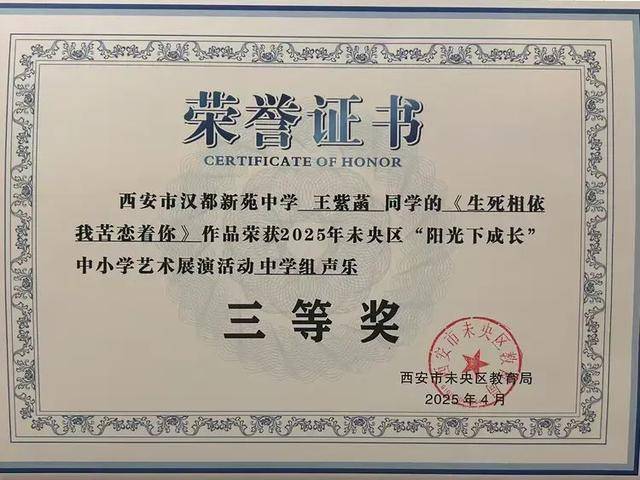 荣誉证书
CERTIFICATE OF HONOR
西安市汉都新苑中学 王紫菡 同学的《生死相依
我苦恋着你》作品荣获2025年未央区“阳光下成长”
中小学艺术展演活动中学组声乐
三等奖
西安市未央区教育局
2025年4月